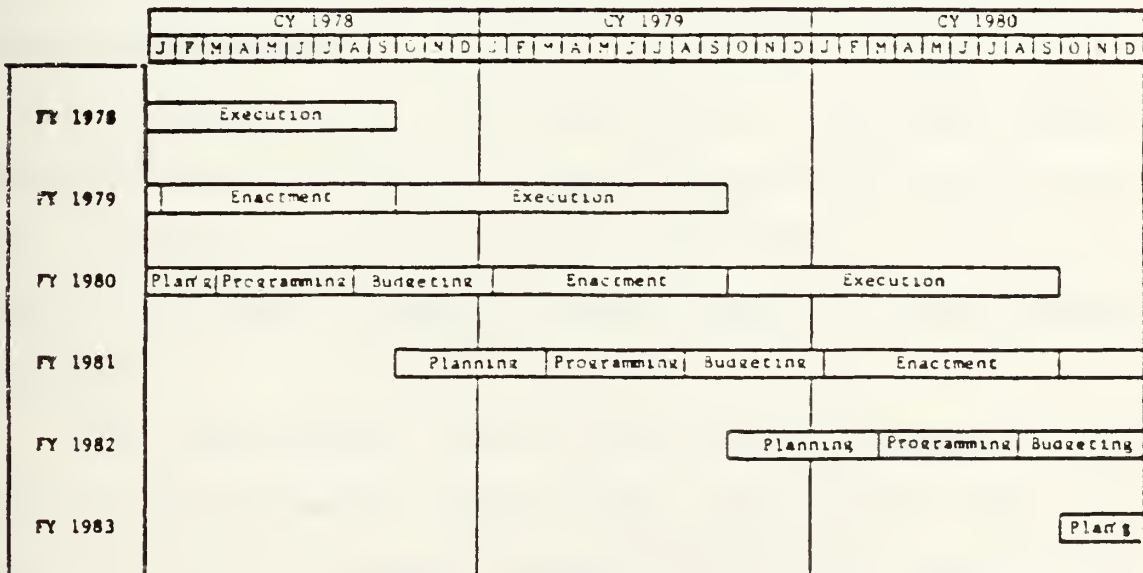 CY 1978 CY 1979 CY 1980
J F M A M J J A S O N D J F M A M J J A S O N D J F M A M J J A S O N D
FY 1978 Execution
FY 1979 Enactment Execution
FY 1980 Plan'g Programming Budgeting Enactment Execution
FY 1981 Planning Programming Budgeting Enactment
FY 1982 Planning Programming Budgeting
FY 1983 Plan'g